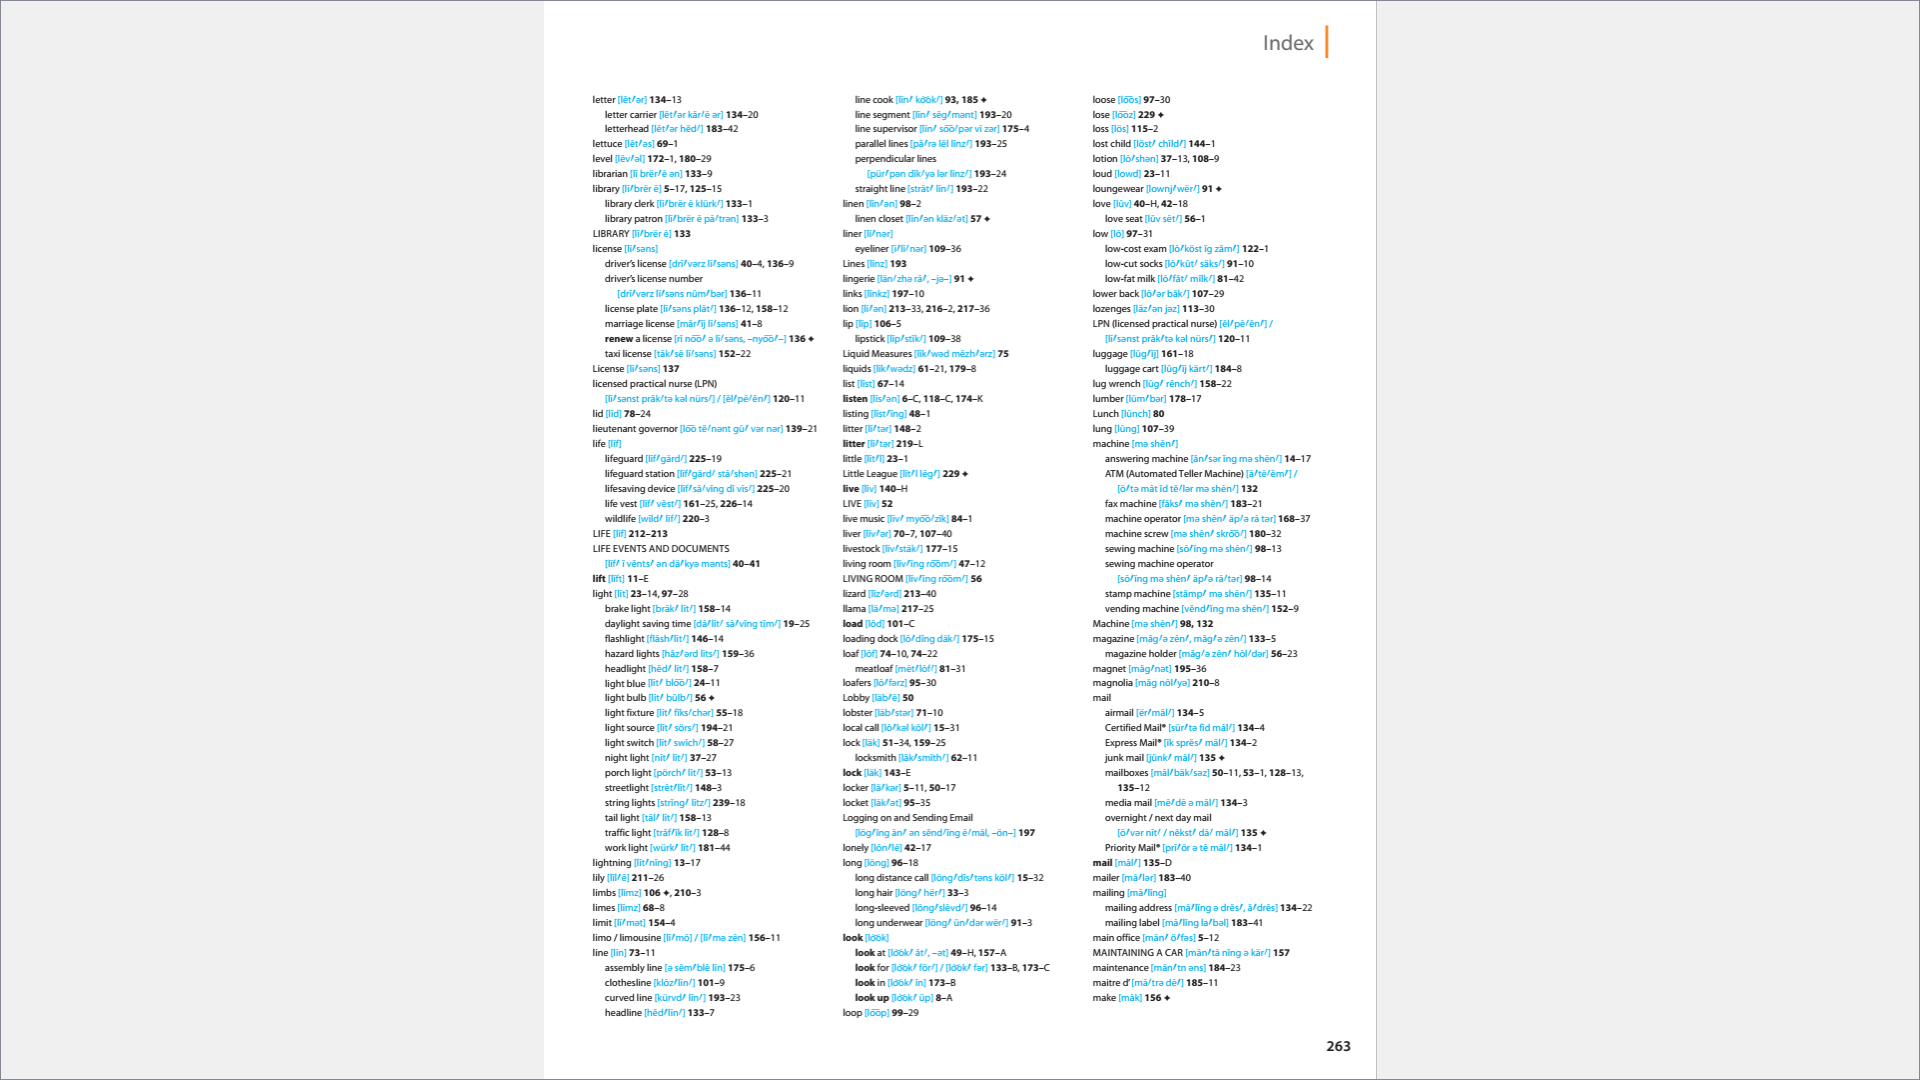 Index
letter [lĕt/ər] 134–13
letter carrier [lĕt/ər kăr/ē ər] 134–20
letterhead [lĕt/ər hĕd/] 183–42
lettuce [lĕt/əs] 69–1
level [lĕv/əl] 172–1, 180–29
librarian [lī brër/ē ən] 133–9
library [lī/brër ē] 5–17, 125–15
library clerk [lī/brër ē klürk/] 133–1
library patron [lī/brër ē pā/trən] 133–3
LIBRARY [lī/brër ē] 133
license [lī/səns]
driver’s license [drī/vərz lī/səns] 40–4, 136–9
driver’s license number
[drī/vərz lī/səns nŭm/bər] 136–11
license plate [lī/səns plāt/] 136–12, 158–12
marriage license [măr/ĭj lī/səns] 41–8
renew a license [rĭ no͞o/ ə lī/səns, –nyo͞o/–] 136 ✦
taxi license [tăk/sē lī/səns] 152–22
License [lī/səns] 137
licensed practical nurse (LPN)
[lī/sənst prăk/tə kəl nürs/] / [ĕl/pē/ĕn/] 120–11
lid [lĭd] 78–24
lieutenant governor [lo͞o tĕ/nənt gŭ/ vər nər] 139–21
life [līf]
lifeguard [līf/gärd/] 225–19
lifeguard station [līf/gärd/ stā/shən] 225–21
lifesaving device [līf/sā/vĭng dĭ vīs/] 225–20
life vest [līf/ vĕst/] 161–25, 226–14
wildlife [wīld/ līf/] 220–3
LIFE [līf] 212–213
LIFE EVENTS AND DOCUMENTS
[līf/ ĭ vĕnts/ ən dä/kyə mənts] 40–41
lift [lĭft] 11–E
light [līt] 23–14, 97–28
brake light [brāk/ līt/] 158–14
daylight saving time [dā/līt/ sā/vĭng tīm/] 19–25
flashlight [flăsh/līt/] 146–14
hazard lights [hăz/ərd līts/] 159–36
headlight [hĕd/ līt/] 158–7
light blue [līt/ blo͞o/] 24–11
light bulb [līt/ bŭlb/] 56 ✦
light fixture [līt/ fĭks/chər] 55–18
light source [līt/ sörs/] 194–21
light switch [līt/ swĭch/] 58–27
night light [nīt/ līt/] 37–27
porch light [pörch/ līt/] 53–13
streetlight [strēt/līt/] 148–3
string lights [strĭng/ lītz/] 239–18
tail light [tāl/ līt/] 158–13
traffic light [trăf/ĭk līt/] 128–8
work light [würk/ līt/] 181–44
lightning [līt/nĭng] 13–17
lily [lĭl/ē] 211–26
limbs [lĭmz] 106 ✦, 210–3
limes [līmz] 68–8
limit [lĭ/mət] 154–4
limo / limousine [lĭ/mō] / [lĭ/mə zēn] 156–11
line [līn] 73–11
assembly line [ə sĕm/blē līn] 175–6
clothesline [klōz/līn/] 101–9
curved line [kürvd/ līn/] 193–23
headline [hĕd/līn/] 133–7
line cook [līn/ ko͝ok/] 93, 185 ✦
line segment [līn/ sĕg/mənt] 193–20
line supervisor [līn/ so͞o/pər vī zər] 175–4
parallel lines [pă/rə lĕl līnz/] 193–25
perpendicular lines
[pür/pən dĭk/yə lər līnz/] 193–24
straight line [strāt/ līn/] 193–22
linen [lĭn/ən] 98–2
linen closet [lĭn/ən kläz/ət] 57 ✦
liner [lī/nər]
eyeliner [ī/lī/nər] 109–36
Lines [līnz] 193
lingerie [län/zhə rā/, –jə–] 91 ✦
links [lĭnkz] 197–10
lion [lī/ən] 213–33, 216–2, 217–36
lip [lĭp] 106–5
lipstick [lĭp/stĭk/] 109–38
Liquid Measures [lĭk/wəd mĕzh/ərz] 75
liquids [lĭk/wədz] 61–21, 179–8
list [lĭst] 67–14
listen [lĭs/ən] 6–C, 118–C, 174–K
listing [lĭst/ĭng] 48–1
litter [lĭ/tər] 148–2
litter [lĭ/tər] 219–L
little [lĭt/l] 23–1
Little League [lĭt/l lēg/] 229 ✦
live [lĭv] 140–H
LIVE [lĭv] 52
live music [līv/ myo͞o/zĭk] 84–1
liver [lĭv/ər] 70–7, 107–40
livestock [līv/stäk/] 177–15
living room [lĭv/ĭng ro͞om/] 47–12
LIVING ROOM [lĭv/ĭng ro͞om/] 56
lizard [lĭz/ərd] 213–40
llama [lä/mə] 217–25
load [lōd] 101–C
loading dock [lō/dĭng däk/] 175–15
loaf [lōf] 74–10, 74–22
meatloaf [mēt/lōf/] 81–31
loafers [lō/fərz] 95–30
Lobby [läb/ē] 50
lobster [läb/stər] 71–10
local call [lō/kəl köl/] 15–31
lock [läk] 51–34, 159–25
locksmith [läk/smĭth/] 62–11
lock [läk] 143–E
locker [lä/kər] 5–11, 50–17
locket [läk/ət] 95–35
Logging on and Sending Email
[lög/ĭng än/ ən sĕnd/ĭng ē/māl, –ön–] 197
lonely [lōn/lē] 42–17
long [löng] 96–18
long distance call [löng/dĭs/təns köl/] 15–32
long hair [löng/ hër/] 33–3
long-sleeved [löng/slēvd/] 96–14
long underwear [löng/ ŭn/dər wër/] 91–3
look [lo͝ok]
look at [lo͝ok/ ăt/, –ət] 49–H, 157–A
look for [lo͝ok/ för/] / [lo͝ok/ fər] 133–B, 173–C
look in [lo͝ok/ ĭn] 173–B
look up [lo͝ok/ ŭp] 8–A
loop [lo͞op] 99–29
loose [lo͞os] 97–30
lose [lo͞oz] 229 ✦
loss [lös] 115–2
lost child [löst/ chīld/] 144–1
lotion [lō/shən] 37–13, 108–9
loud [lowd] 23–11
loungewear [lownj/wër/] 91 ✦
love [lŭv] 40–H, 42–18
love seat [lŭv sēt/] 56–1
low [lō] 97–31
low-cost exam [lō/köst ĭg zăm/] 122–1
low-cut socks [lō/kŭt/ säks/] 91–10
low-fat milk [lō/făt/ mĭlk/] 81–42
lower back [lō/ər băk/] 107–29
lozenges [läz/ən jəz] 113–30
LPN (licensed practical nurse) [ĕl/pē/ĕn/] /
[lī/sənst prăk/tə kəl nürs/] 120–11
luggage [lŭg/ĭj] 161–18
luggage cart [lŭg/ĭj kärt/] 184–8
lug wrench [lŭg/ rĕnch/] 158–22
lumber [lŭm/bər] 178–17
Lunch [lŭnch] 80
lung [lŭng] 107–39
machine [mə shēn/]
answering machine [ăn/sər ĭng mə shēn/] 14–17
ATM (Automated Teller Machine) [ā/tē/ĕm/] /
[ö/tə māt ĭd tĕ/lər mə shēn/] 132
fax machine [făks/ mə shēn/] 183–21
machine operator [mə shēn/ äp/ə rā tər] 168–37
machine screw [mə shēn/ skro͞o/] 180–32
sewing machine [sō/ĭng mə shēn/] 98–13
sewing machine operator
[sō/ĭng mə shēn/ äp/ə rā/tər] 98–14
stamp machine [stămp/ mə shēn/] 135–11
vending machine [vĕnd/ĭng mə shēn/] 152–9
Machine [mə shēn/] 98, 132
magazine [măg/ə zēn/, măg/ə zēn/] 133–5
magazine holder [măg/ə zēn/ hōl/dər] 56–23
magnet [măg/nət] 195–36
magnolia [măg nōl/yə] 210–8
mail
airmail [ër/māl/] 134–5
Certified Mail® [sür/tə fīd māl/] 134–4
Express Mail® [ĭk sprĕs/ māl/] 134–2
junk mail [jŭnk/ māl/] 135 ✦
mailboxes [māl/bäk/səz] 50–11, 53–1, 128–13,
135–12
media mail [mē/dē ə māl/] 134–3
overnight / next day mail
[ō/vər nīt/ / nĕkst/ dā/ māl/] 135 ✦
Priority Mail® [prī/ör ə tē māl/] 134–1
mail [māl/] 135–D
mailer [mā/lər] 183–40
mailing [mā/lĭng]
mailing address [mā/lĭng ə drĕs/, ă/drĕs] 134–22
mailing label [mā/lĭng la/bəl] 183–41
main office [mān/ ö/fəs] 5–12
MAINTAINING A CAR [mān/tā nĭng ə kär/] 157
maintenance [mān/tn əns] 184–23
maitre d’ [mā/trə dē/] 185–11
make [māk] 156 ✦
263